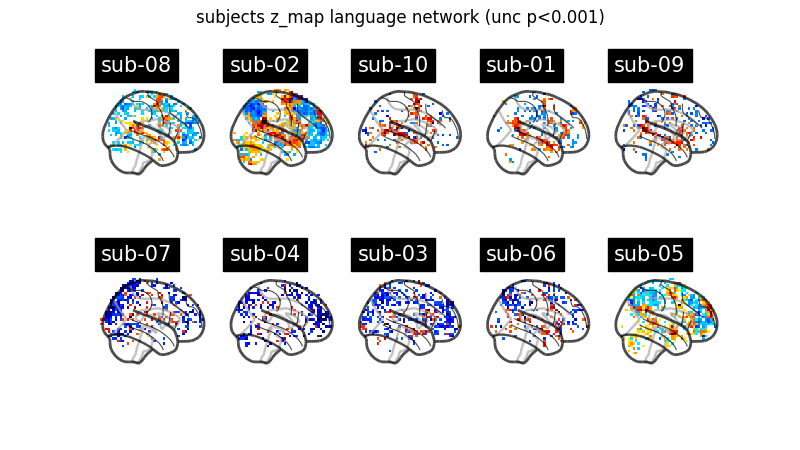 subjects z_map language network (unc p<0.001)
sub-08
sub-02
sub-10
sub-01
sub-09
sub-07
sub-04
sub-03
sub-06
sub-05